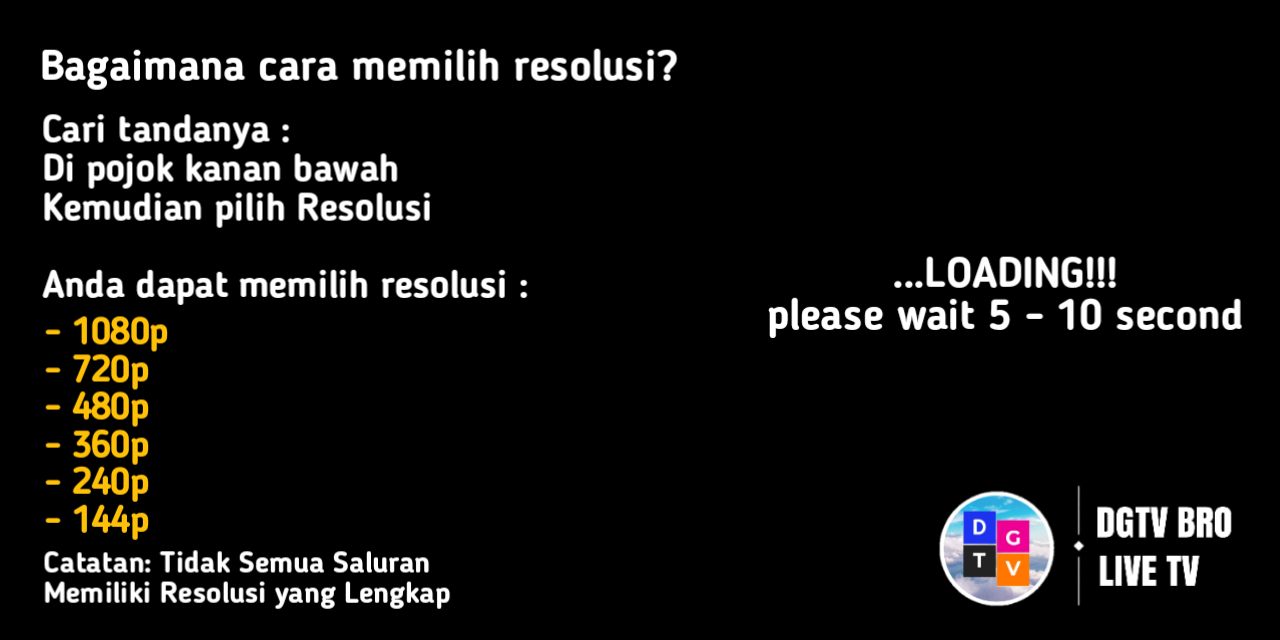 Bagaimana cara memilih resolusi?
Cari tandanya :
Di pojok kanan bawah
Kemudian pilih Resolusi
Anda dapat memilih resolusi :
- 1080p
- 720p
- 480p
- 360p
- 240p
- 144p
Catatan: Tidak Semua Saluran
Memiliki Resolusi yang Lengkap
...LOADING!!!
please wait 5 - 10 second
D G
T V
DGTV BRO
LIVE TV